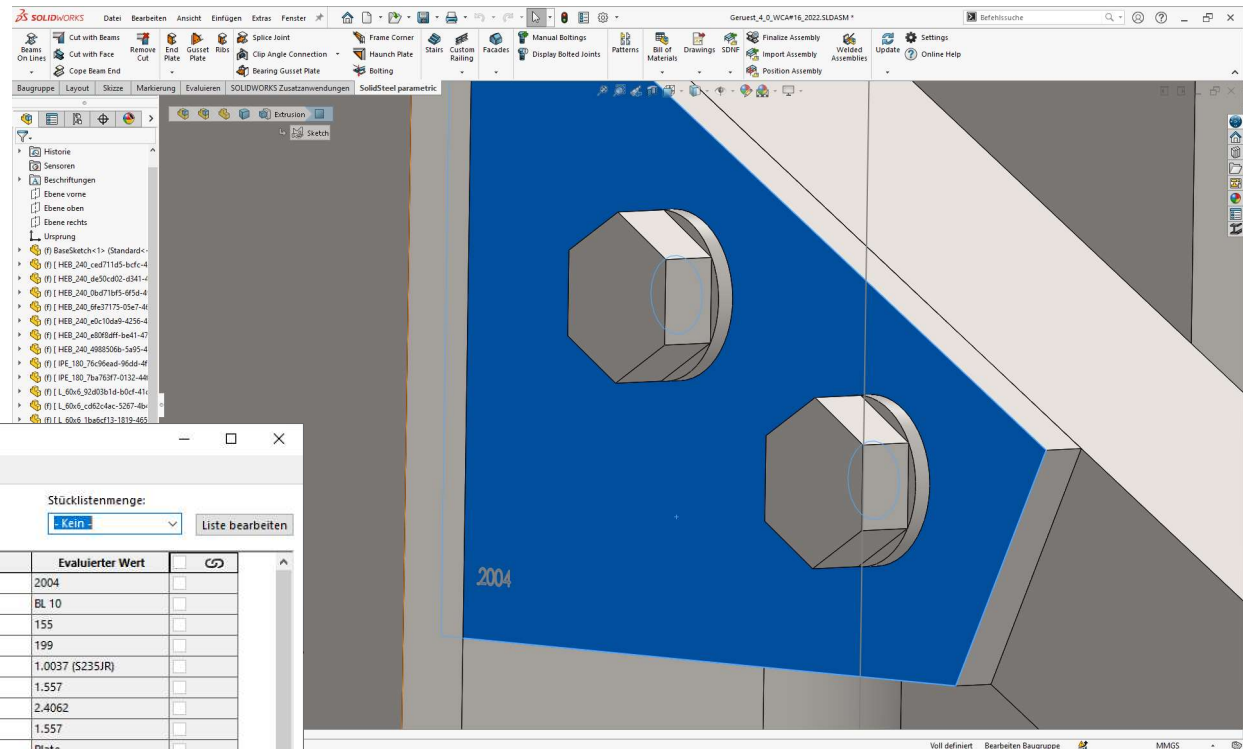 SOLIDWORKS Datei Bearbeiten Ansicht Einfügen Extras Fenster
Geruest_4_0_WCA#16_2022.SLDASM *
Befehlssuche
Beams On Lines
Cut with Beams
Cut with Face
Cope Beam End
Remove Cut
End Plate
Gusset Plate
Ribs
Splice Joint
Clip Angle Connection
Bearing Gusset Plate
Frame Corner
Haunch Plate
Bolting
Stairs
Custom Railing
Facades
Manual Boltings
Display Bolted Joints
Patterns
Bill of Materials
Drawings
SDNF
Finalize Assembly
Import Assembly
Position Assembly
Welded Assemblies
Update
Settings
Online Help
Baugruppe Layout Skizze Markierung Evaluieren SOLIDWORKS Zusatzanwendungen SolidSteel parametric
Extrusion
Sketch
Historie
Sensoren
Beschriftungen
Ebene vorne
Ebene oben
Ebene rechts
Ursprung
(f) BaseSketch<1> (Standard<
(f) [ HEB_240_ced711d5-bcfc-4
(f) [ HEB_240_de50cd02-d341-4
(f) [ HEB_240_0bd71bf5-6f5d-4
(f) [ HEB_240_6fe37175-05e7-4
(f) [ HEB_240_e0c10da9-4256-4
(f) [ HEB_240_e80f8dff-be41-47
(f) [ HEB_240_4988506b-5a95-4
(f) [ IPE_180_76c96ead-96dd-4f
(f) [ IPE_180_7ba763f7-0132-44
(f) [ L_60x6_92d03b1d-b0cf-41
(f) [ L_60x6_cd62c4ac-5267-4b
(f) [ L_60x6_1ba6cf13-1819-465
Stücklistenmenge:
- Kein -
Liste bearbeiten
Evaluierter Wert
2004
BL 10
155
199
1.0037 (S235JR)
1.557
2.4062
1.557
Plate
2004
Voll definiert Bearbeiten Baugruppe MMGS